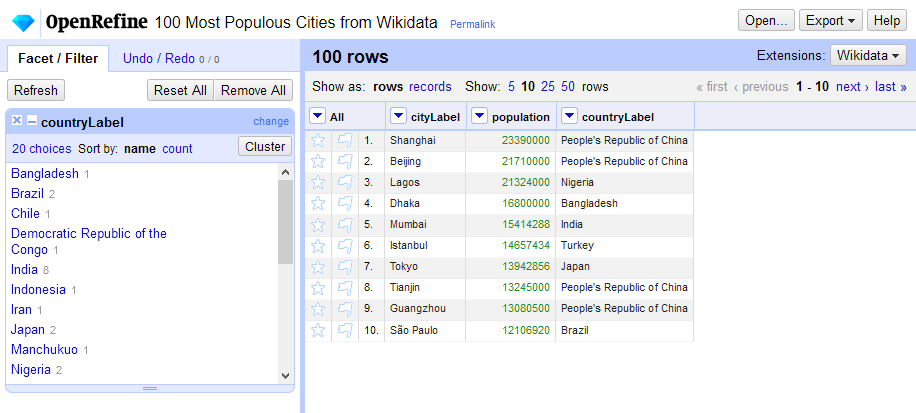 OpenRefine 100 Most Populous Cities from Wikidata Permalink
Open... Export Help
Facet / Filter Undo / Redo 0 / 0
Refresh Reset All Remove All
countryLabel change
20 choices Sort by: name count Cluster
Bangladesh 1
Brazil 2
Chile 1
Democratic Republic of the
Congo 1
India 8
Indonesia 1
Iran 1
Japan 2
Manchukuo 1
Nigeria 2
100 rows Extensions: Wikidata
Show as: rows records Show: 5 10 25 50 rows « first ‹ previous 1 - 10 next › last »
All cityLabel population countryLabel
1. Shanghai 23390000 People's Republic of China
2. Beijing 21710000 People's Republic of China
3. Lagos 21324000 Nigeria
4. Dhaka 16800000 Bangladesh
5. Mumbai 15414288 India
6. Istanbul 14657434 Turkey
7. Tokyo 13942856 Japan
8. Tianjin 13245000 People's Republic of China
9. Guangzhou 13080500 People's Republic of China
10. São Paulo 12106920 Brazil